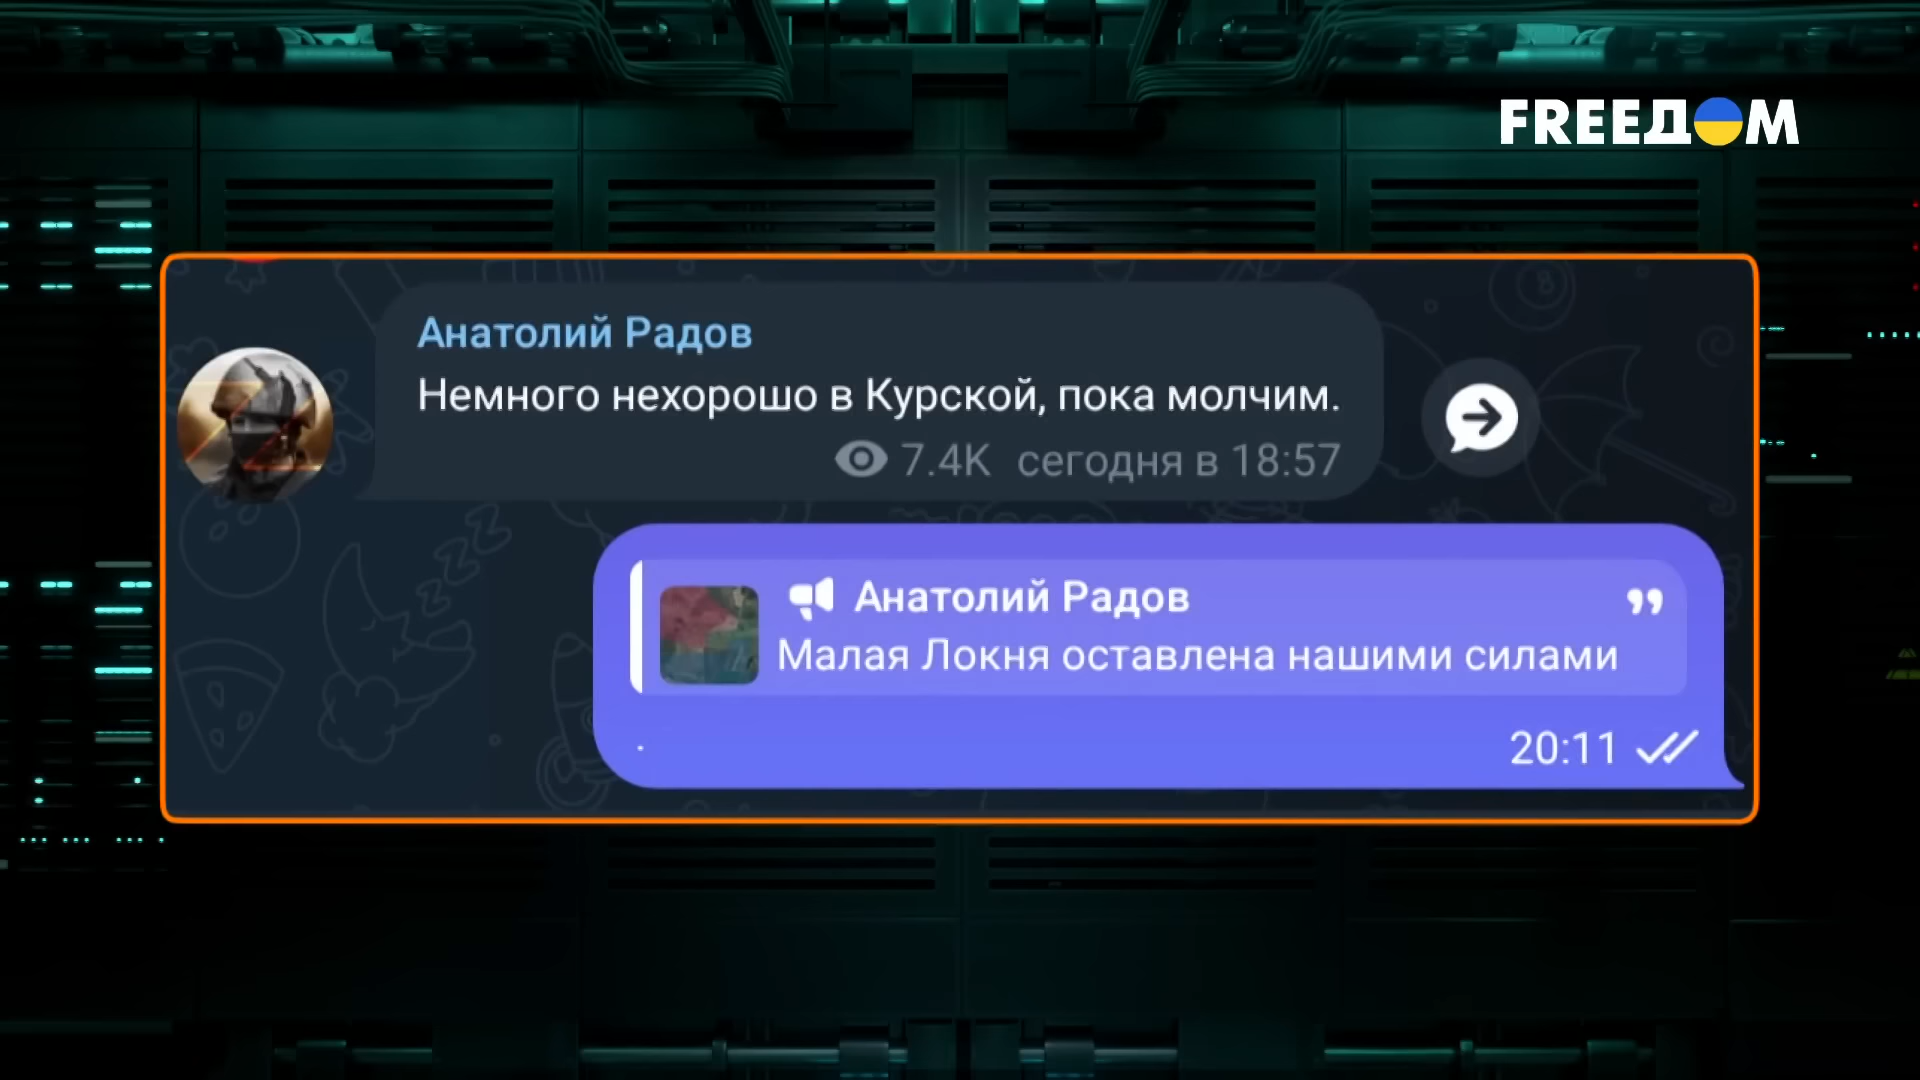 FREEДOM
Анатолий Радов
Немного нехорошо в Курской, пока молчим.
7.4K сегодня в 18:57
Анатолий Радов
Малая Локня оставлена нашими силами
.
20:11